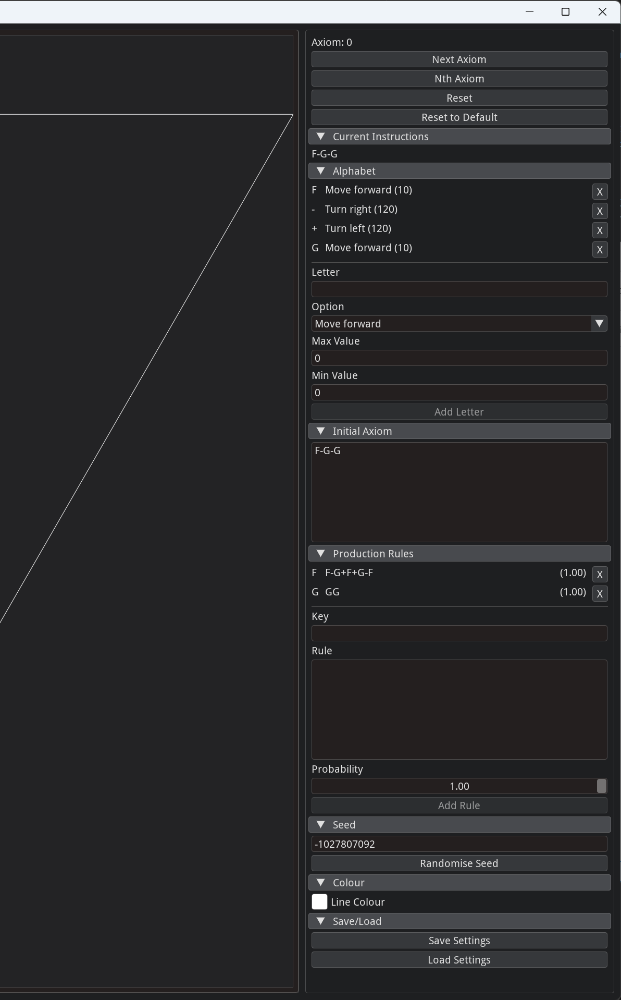 Axiom: 0
Next Axiom
Nth Axiom
Reset
Reset to Default
Current Instructions
F-G-G
Alphabet
F Move forward (10) X
- Turn right (120) X
+ Turn left (120) X
G Move forward (10) X
Letter
Option
Move forward
Max Value
0
Min Value
0
Add Letter
Initial Axiom
F-G-G
Production Rules
F F-G+F+G-F (1.00) X
G GG (1.00) X
Key
Rule
Probability
1.00
Add Rule
Seed
-1027807092
Randomise Seed
Colour
Line Colour
Save/Load
Save Settings
Load Settings